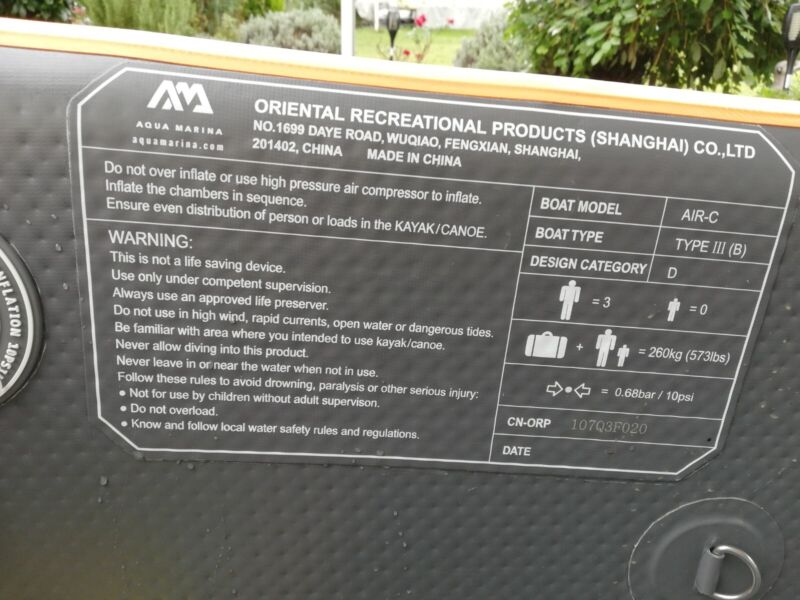 AQUA MARINA
aquamarina.com
ORIENTAL RECREATIONAL PRODUCTS (SHANGHAI) CO.,LTD
NO.1699 DAYE ROAD, WUQIAO, FENGXIAN, SHANGHAI,
201402, CHINA MADE IN CHINA
Do not over inflate or use high pressure air compressor to inflate.
Inflate the chambers in sequence.
Ensure even distribution of person or loads in the KAYAK/CANOE.
WARNING:
This is not a life saving device.
Use only under competent supervision.
Always use an approved life preserver.
Do not use in high wind, rapid currents, open water or dangerous tides.
Be familiar with area where you intended to use kayak/canoe.
Never allow diving into this product.
Never leave in or near the water when not in use.
Follow these rules to avoid drowning, paralysis or other serious injury:
● Not for use by children without adult supervison.
● Do not overload.
● Know and follow local water safety rules and regulations.
BOAT MODEL AIR-C
BOAT TYPE TYPE III (B)
DESIGN CATEGORY D
= 3 = 0
+ = 260kg (573lbs)
= 0.68bar / 10psi
CN-ORP 107Q3F020
DATE
INFLATION 10PSI